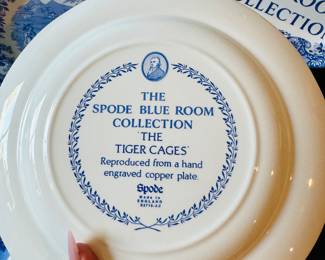 THE
SPODE BLUE ROOM
COLLECTION
'THE
TIGER CAGES'
Reproduced from a hand
engraved copper plate.
Spode
MADE IN
ENGLAND
ROOM
COLLECTION